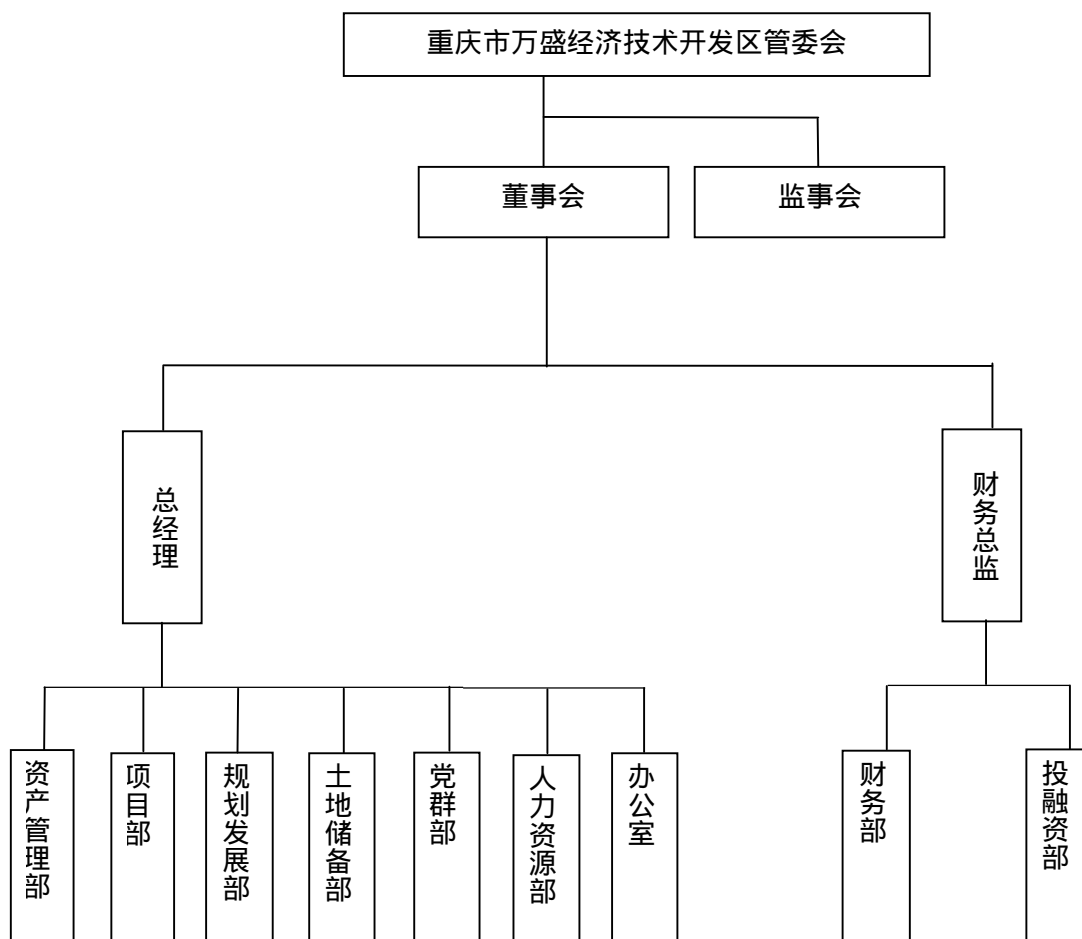 重庆市万盛经济技术开发区管委会
董事会
监事会
总经理
财务总监
资产管理部
项目部
规划发展部
土地储备部
党群部
人力资源部
办公室
财务部
投融资部